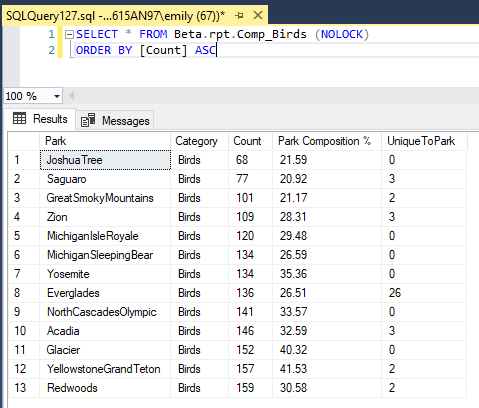 SQLQuery127.sql -...615AN97\emily (67))*
1 SELECT * FROM Beta.rpt.Comp_Birds (NOLOCK)
2 ORDER BY [Count] ASC
100 %
Results Messages
Park Category Count Park Composition % UniqueToPark
1 JoshuaTree Birds 68 21.59 0
2 Saguaro Birds 77 20.92 3
3 GreatSmokyMountains Birds 101 21.17 2
4 Zion Birds 109 28.31 3
5 MichiganIsleRoyale Birds 120 29.48 0
6 MichiganSleepingBear Birds 134 26.59 0
7 Yosemite Birds 134 35.36 0
8 Everglades Birds 136 26.51 26
9 NorthCascadesOlympic Birds 141 33.57 0
10 Acadia Birds 146 32.59 3
11 Glacier Birds 152 40.32 0
12 YellowstoneGrandTeton Birds 157 41.53 2
13 Redwoods Birds 159 30.58 2